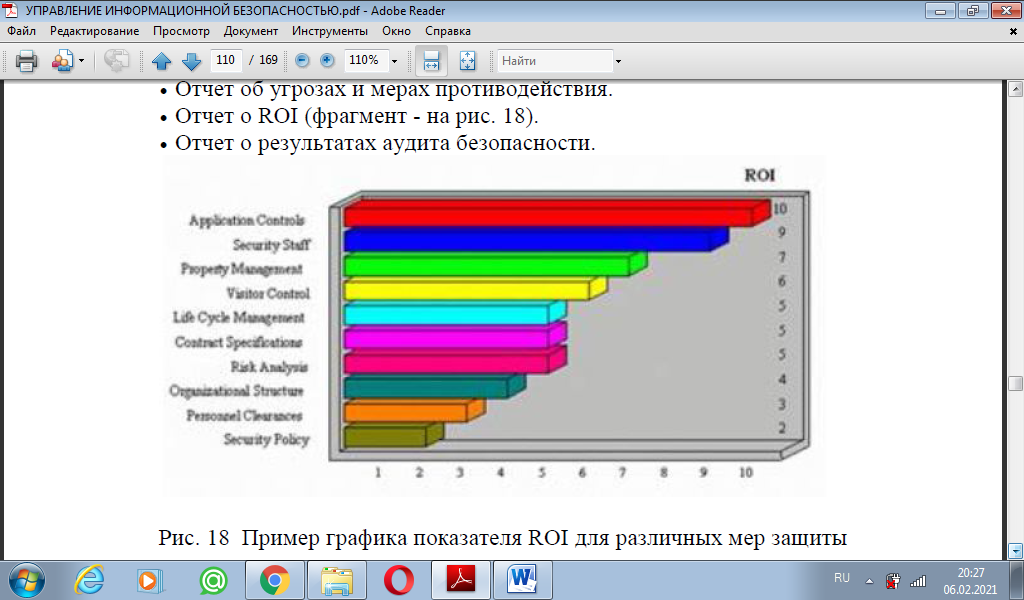 УПРАВЛЕНИЕ ИНФОРМАЦИОННОЙ БЕЗОПАСНОСТЬЮ.pdf - Adobe Reader
Файл Редактирование Просмотр Документ Инструменты Окно Справка
110 / 169 110% Найти
• Отчет об угрозах и мерах противодействия.
• Отчет о ROI (фрагмент - на рис. 18).
• Отчет о результатах аудита безопасности.
ROI
Application Controls 10
Security Staff 9
Property Management 7
Visitor Control 6
Life Cycle Management 5
Contract Specifications 5
Risk Analysis 5
Organizational Structure 4
Personnel Clearances 3
Security Policy 2
1 2 3 4 5 6 7 8 9 10
Рис. 18 Пример графика показателя ROI для различных мер защиты
RU
20:27
06.02.2021